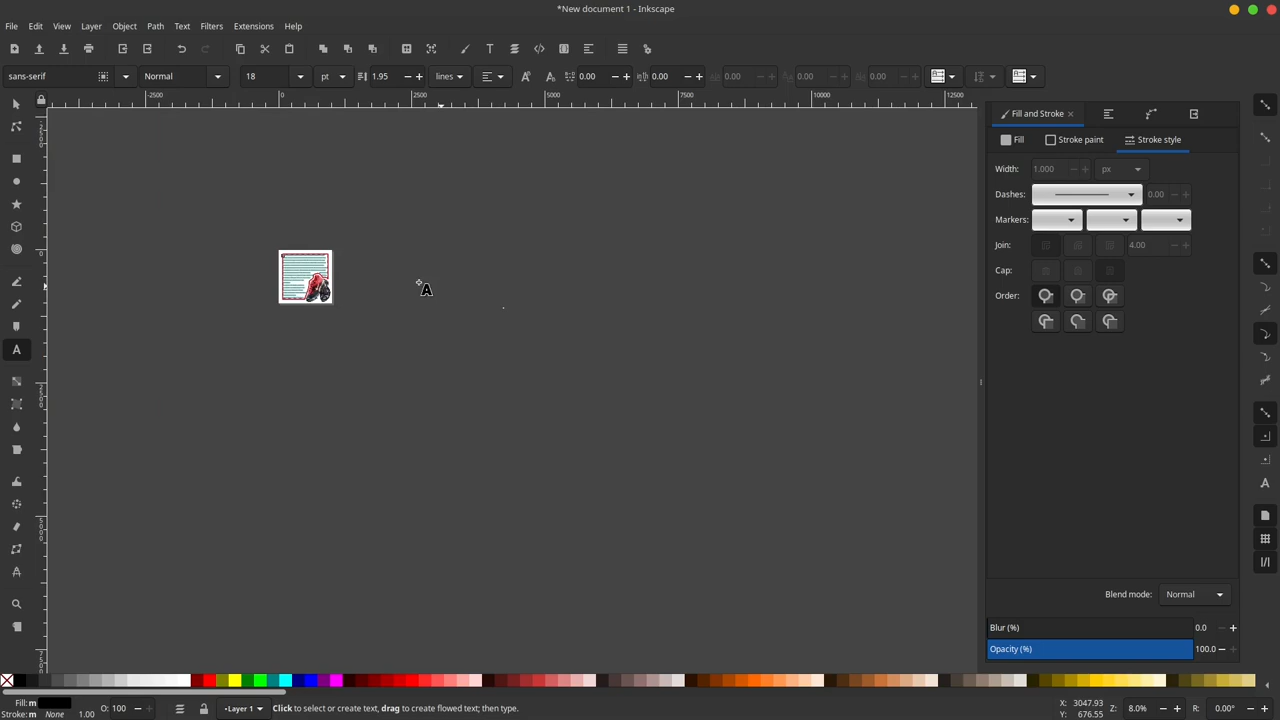 *New document 1 - Inkscape
File Edit View Layer Object Path Text Filters Extensions Help
sans-serif Normal 18 pt 1.95 lines 0.00 0.00 0.00 0.00 0.00
-2500 0 2500 5000 7500 10000 12500
Fill and Stroke
Fill Stroke paint Stroke style
Width: 1.000 px
Dashes: 0.00
Markers:
Join: 4.00
Cap:
Order:
Blend mode: Normal
Blur (%) 0.0
Opacity (%) 100.0
Fill: m
Stroke: m None 1.00
O: 100
Layer 1
Click to select or create text, drag to create flowed text; then type.
X: 3047.93
Y: 676.55
Z: 8.0%
R: 0.00°